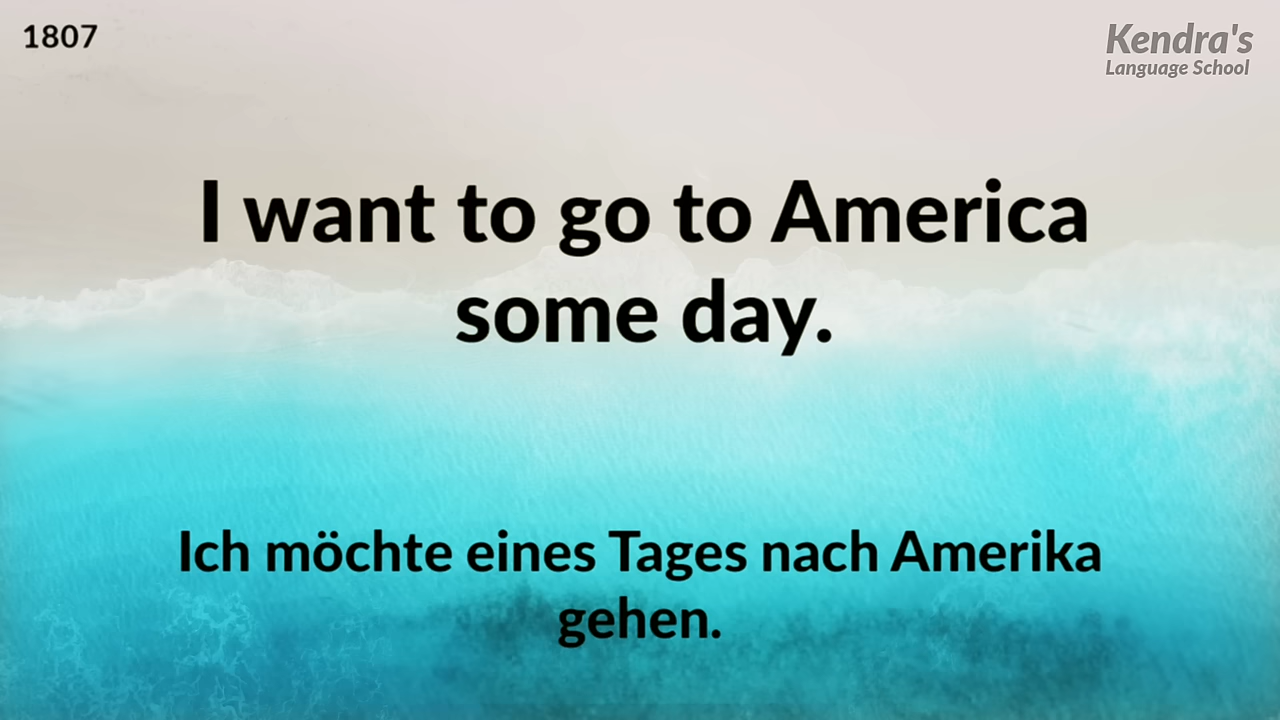 1807
Kendra's
Language School
I want to go to America
some day.
Ich möchte eines Tages nach Amerika
gehen.